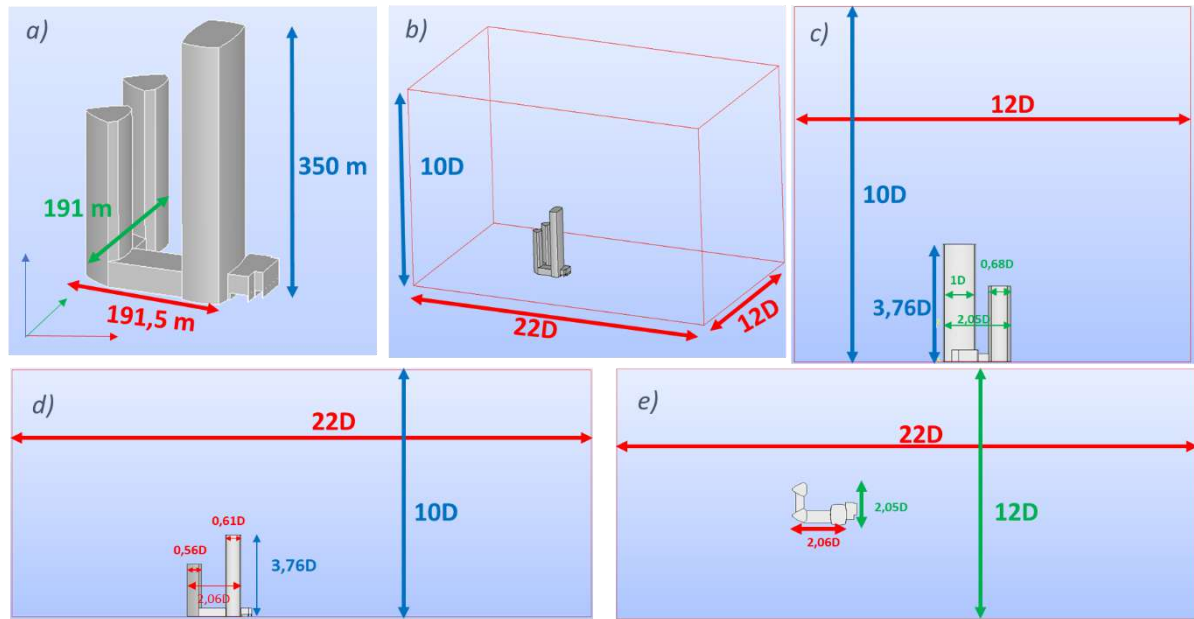 a)
350 m
191 m
191,5 m
b)
10D
22D
12D
c)
12D
10D
0,68D
1D
3,76D
2,05D
d)
22D
10D
0,61D
0,56D
3,76D
2,06D
e)
22D
12D
2,05D
2,06D